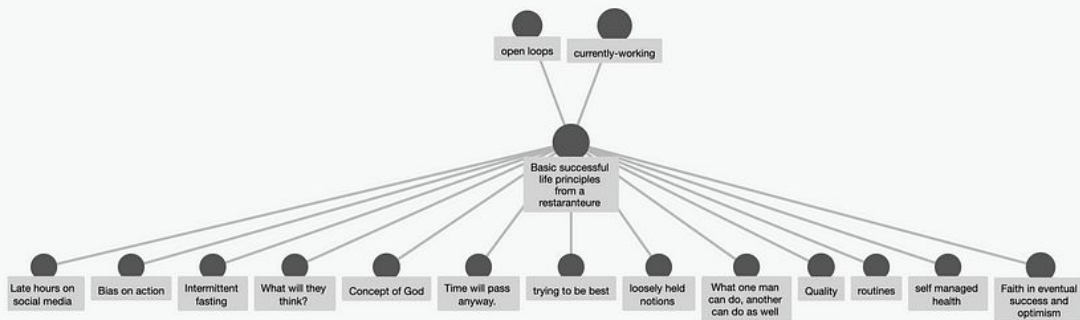 open loops
currently-working
Basic successful
life principles
from a
restaranteure
Late hours on
social media
Bias on action
Intermittent
fasting
What will they
think?
Concept of God
Time will pass
anyway.
trying to be best
loosely held
notions
What one man
can do, another
can do as well
Quality
routines
self managed
health
Faith in eventual
success and
optimism